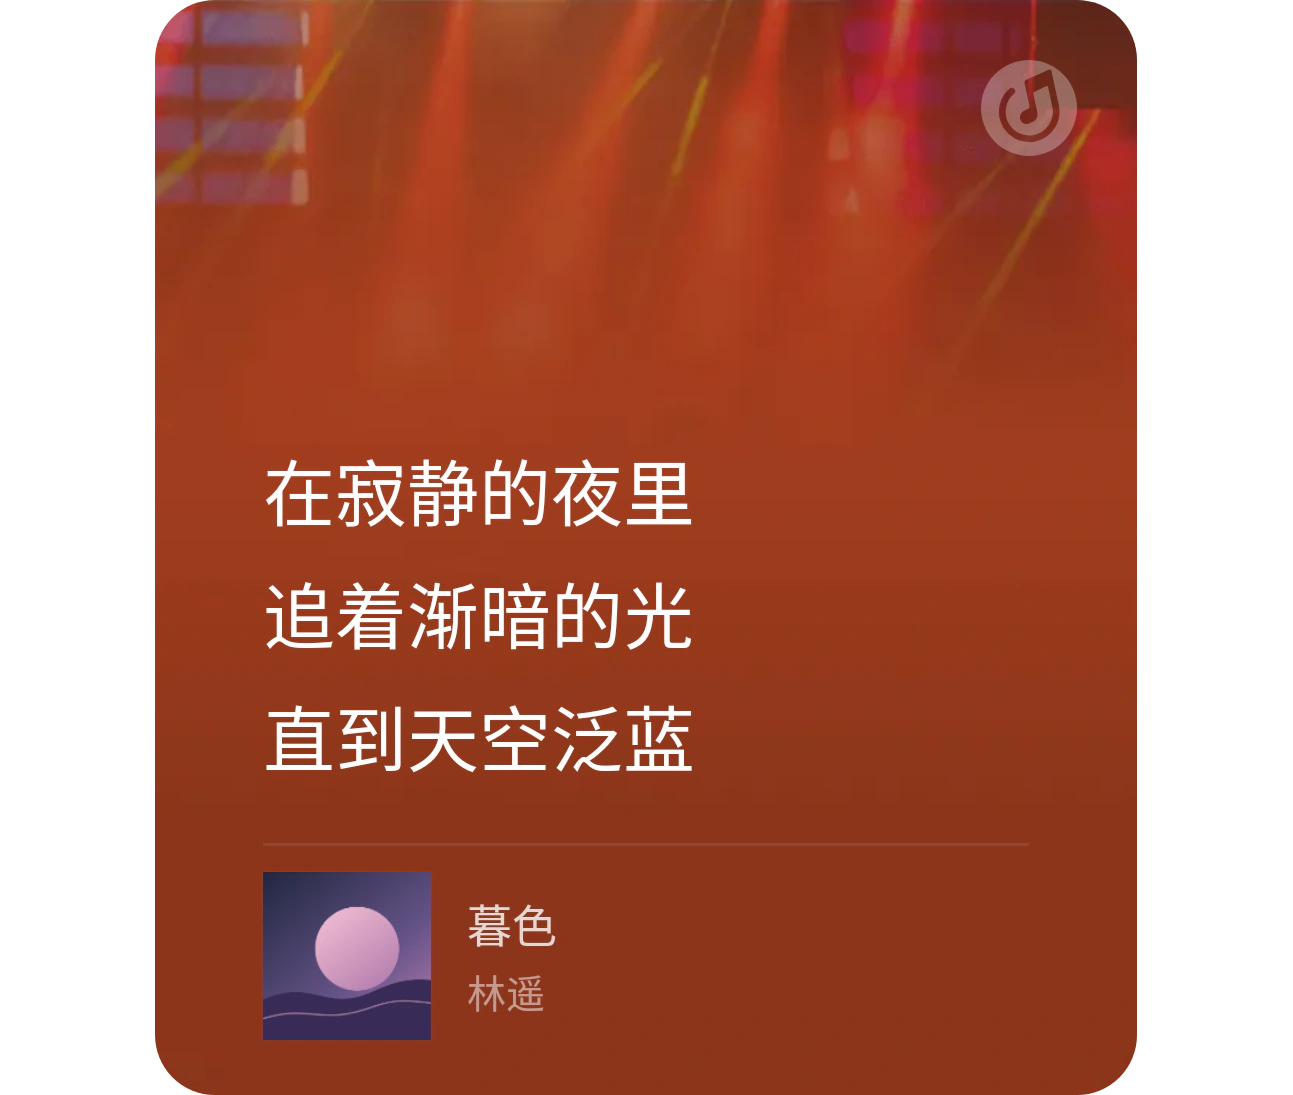 在寂静的夜里
追着渐暗的光
直到天空泛蓝
暮色
林遥